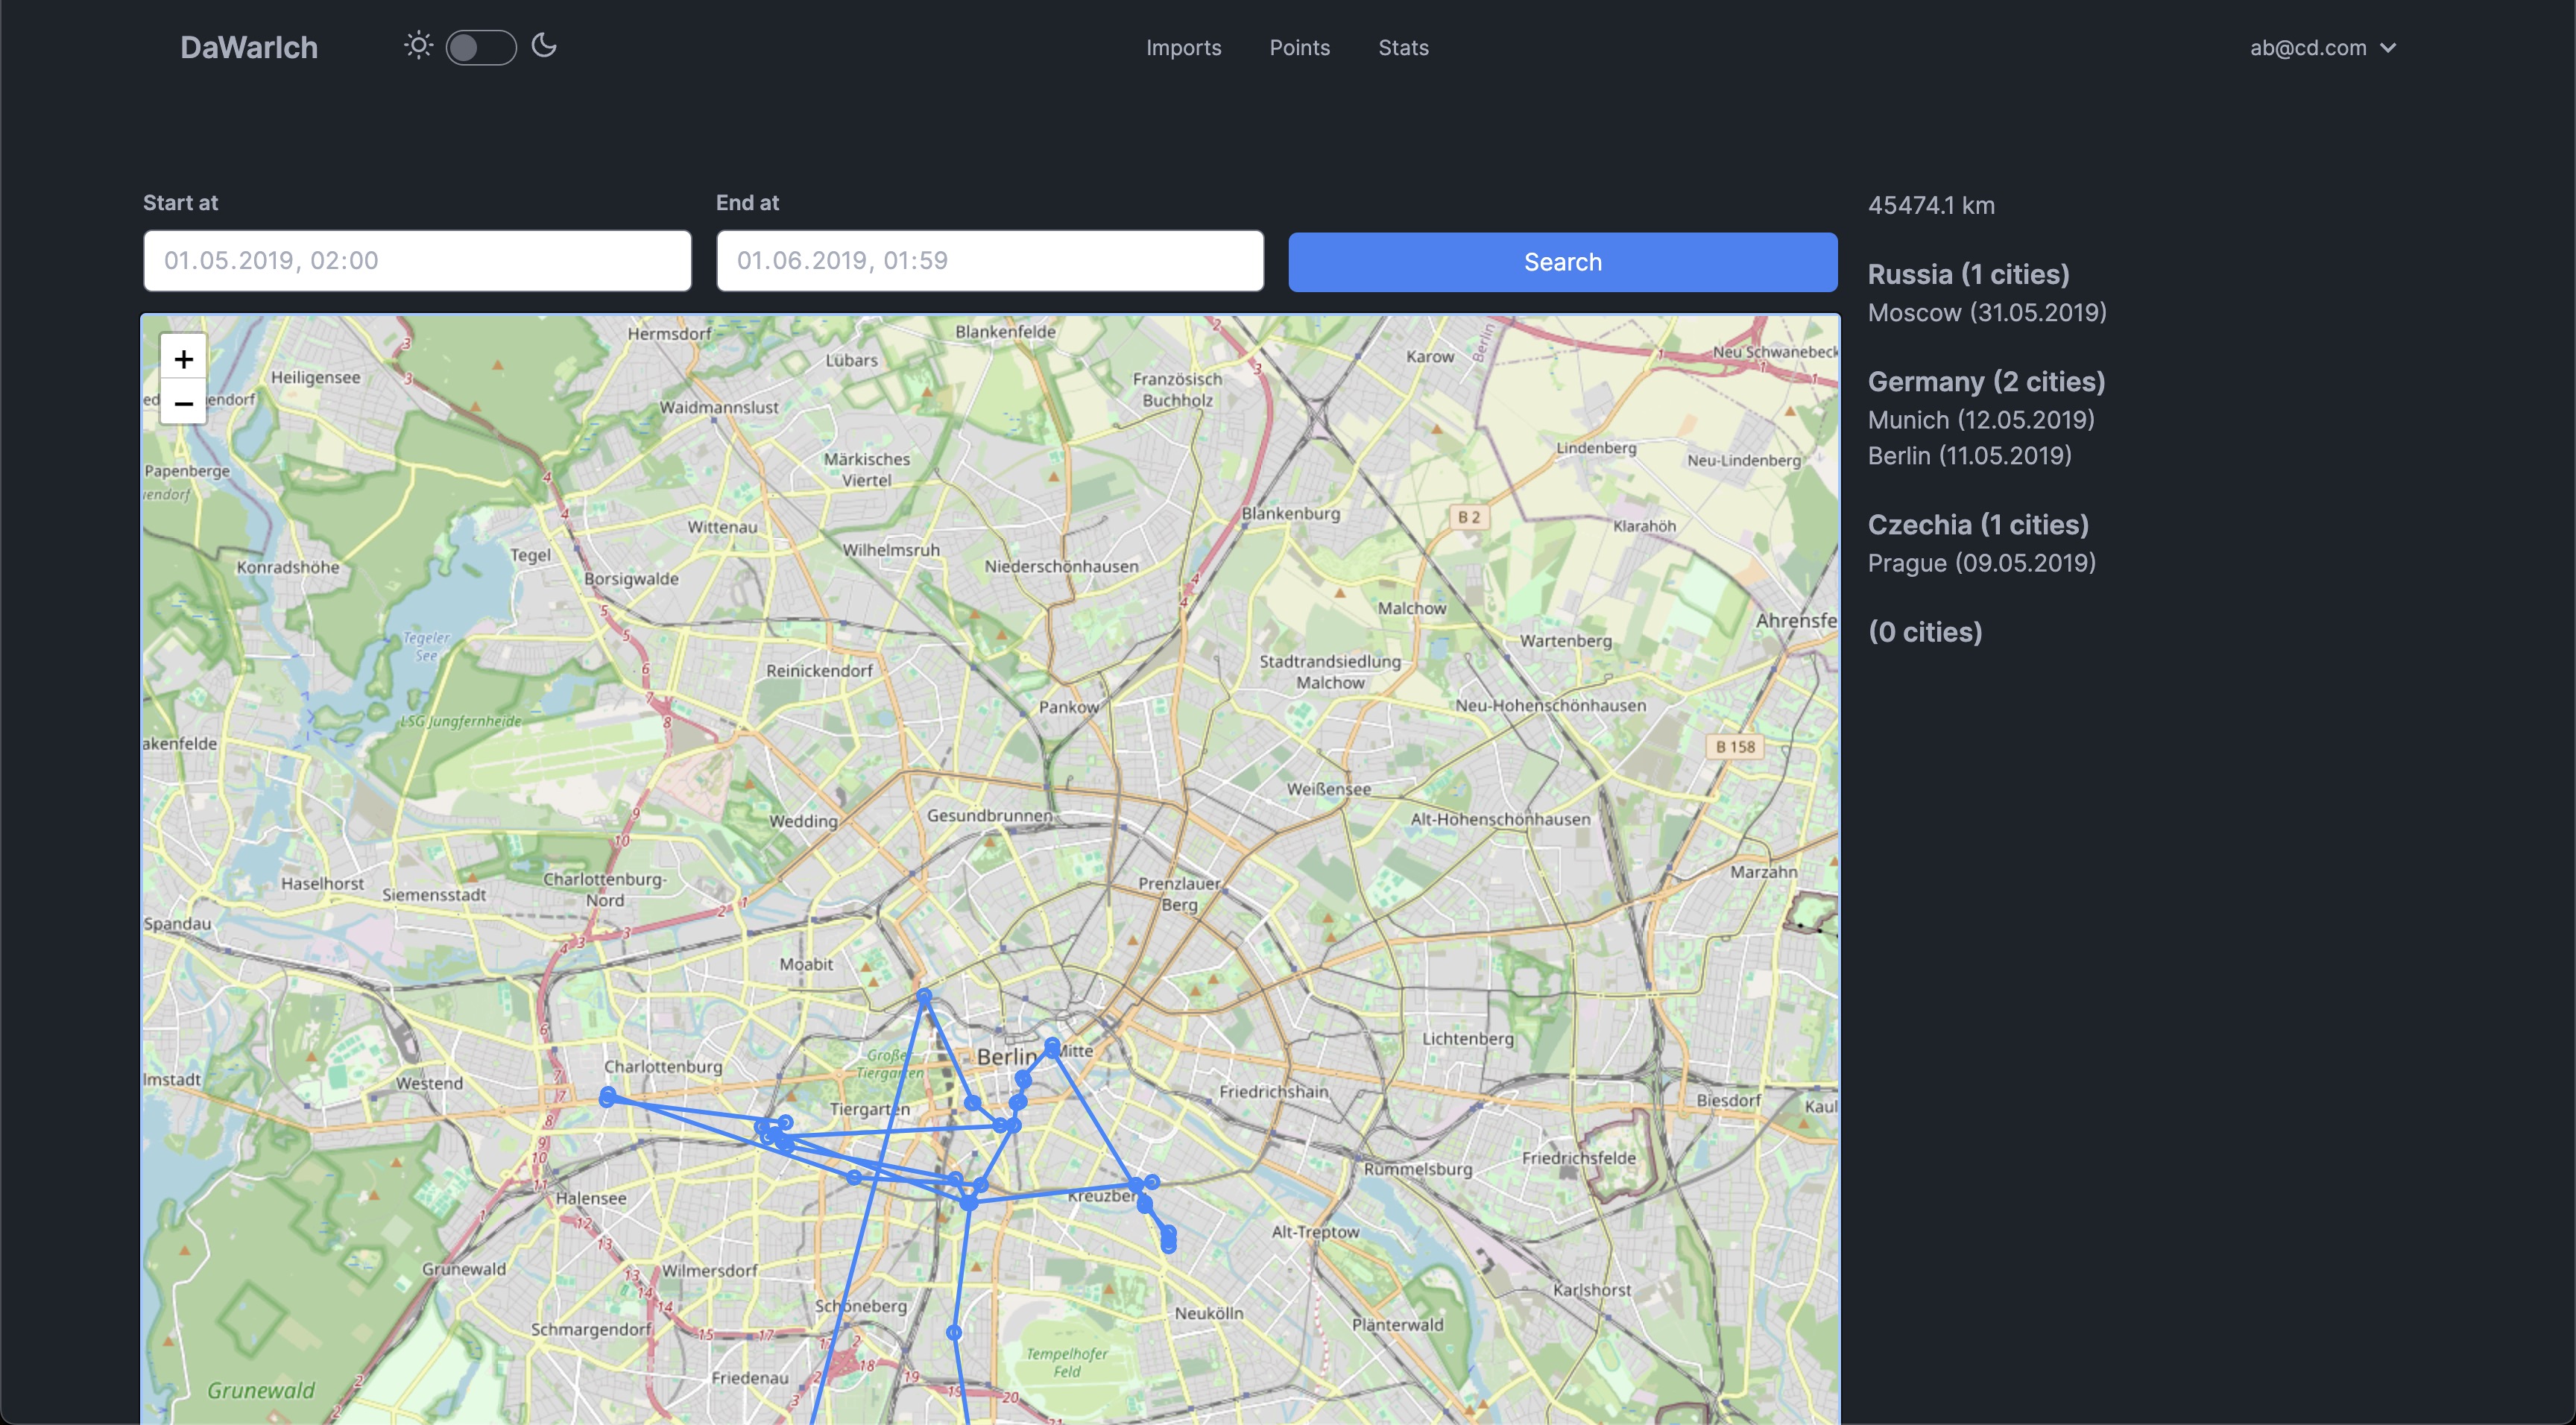 DaWarIch
Imports
Points
Stats
ab@cd.com
Start at
End at
01.05.2019, 02:00
01.06.2019, 01:59
Search
45474.1 km
Russia (1 cities)
Moscow (31.05.2019)
Germany (2 cities)
Munich (12.05.2019)
Berlin (11.05.2019)
Czechia (1 cities)
Prague (09.05.2019)
(0 cities)
+
−
Hermsdorf
Blankenfelde
Lübars
Karow
Berlin
Neu Schwanebeck
Heiligensee
Französisch
Buchholz
endorf
Waidmannslust
Lindenberg
Neu-Lindenberg
Märkisches
Viertel
Papenberge
Blankenburg
B 2
Klarahöh
Wittenau
Tegel
Wilhelmsruh
Niederschönhausen
Konradshöhe
Borsigwalde
Malchow
Ahrensfe
Tegeler
See
Wartenberg
Reinickendorf
Stadtrandsiedlung
Malchow
Pankow
Neu-Hohenschönhausen
LSG Jungfernheide
akenfelde
B 158
Weißensee
Wedding
Gesundbrunnen
Alt-Hohenschönhausen
Haselhorst
Siemensstadt
Charlottenburg-
Nord
Prenzlauer
Berg
Marzahn
Spandau
Moabit
Lichtenberg
Charlottenburg
Große
Tiergarten
Berlin
Mitte
lmstadt
Westend
Tiergarten
Friedrichshain
Biesdorf
Kaul
Rummelsburg
Friedrichsfelde
Halensee
Kreuzber
Alt-Treptow
Grunewald
Wilmersdorf
Karlshorst
Schöneberg
Neukölln
Schmargendorf
Plänterwald
Tempelhofer
Feld
Friedenau
Grunewald